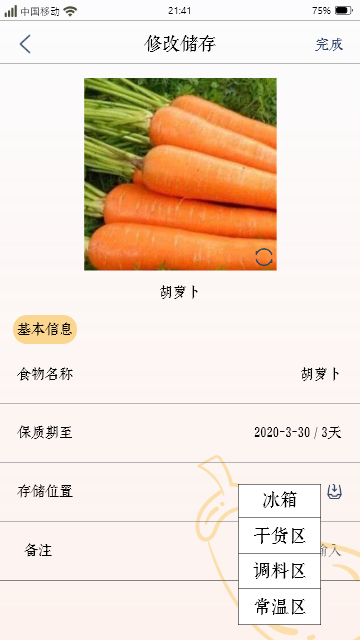 中国移动 21:41 75%
修改储存 完成
胡萝卜
基本信息
食物名称 胡萝卜
保质期至 2020-3-30 / 3天
存储位置
冰箱
干货区
备注 输入
调料区
常温区